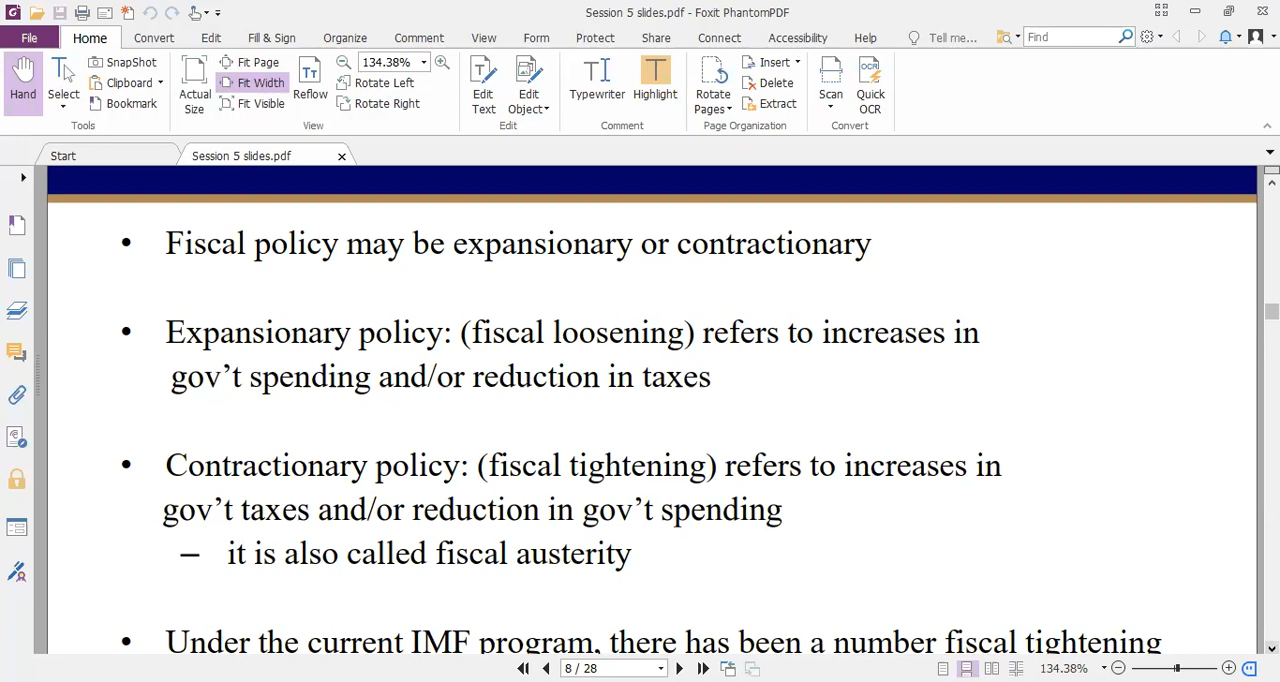 Session 5 slides.pdf - Foxit PhantomPDF
File Home Convert Edit Fill & Sign Organize Comment View Form Protect Share Connect Accessibility Help Tell me... Find
Hand Select SnapShot Clipboard Bookmark Actual Size Fit Page Fit Width Fit Visible Reflow 134.38% Rotate Left Rotate Right Edit Text Edit Object Typewriter Highlight Rotate Pages Insert Delete Extract Scan Quick OCR
Tools View Edit Comment Page Organization Convert
Start Session 5 slides.pdf
• Fiscal policy may be expansionary or contractionary
• Expansionary policy: (fiscal loosening) refers to increases in
gov’t spending and/or reduction in taxes
• Contractionary policy: (fiscal tightening) refers to increases in
gov’t taxes and/or reduction in gov’t spending
– it is also called fiscal austerity
• Under the current IMF program, there has been a number fiscal tightening
8 / 28 134.38%